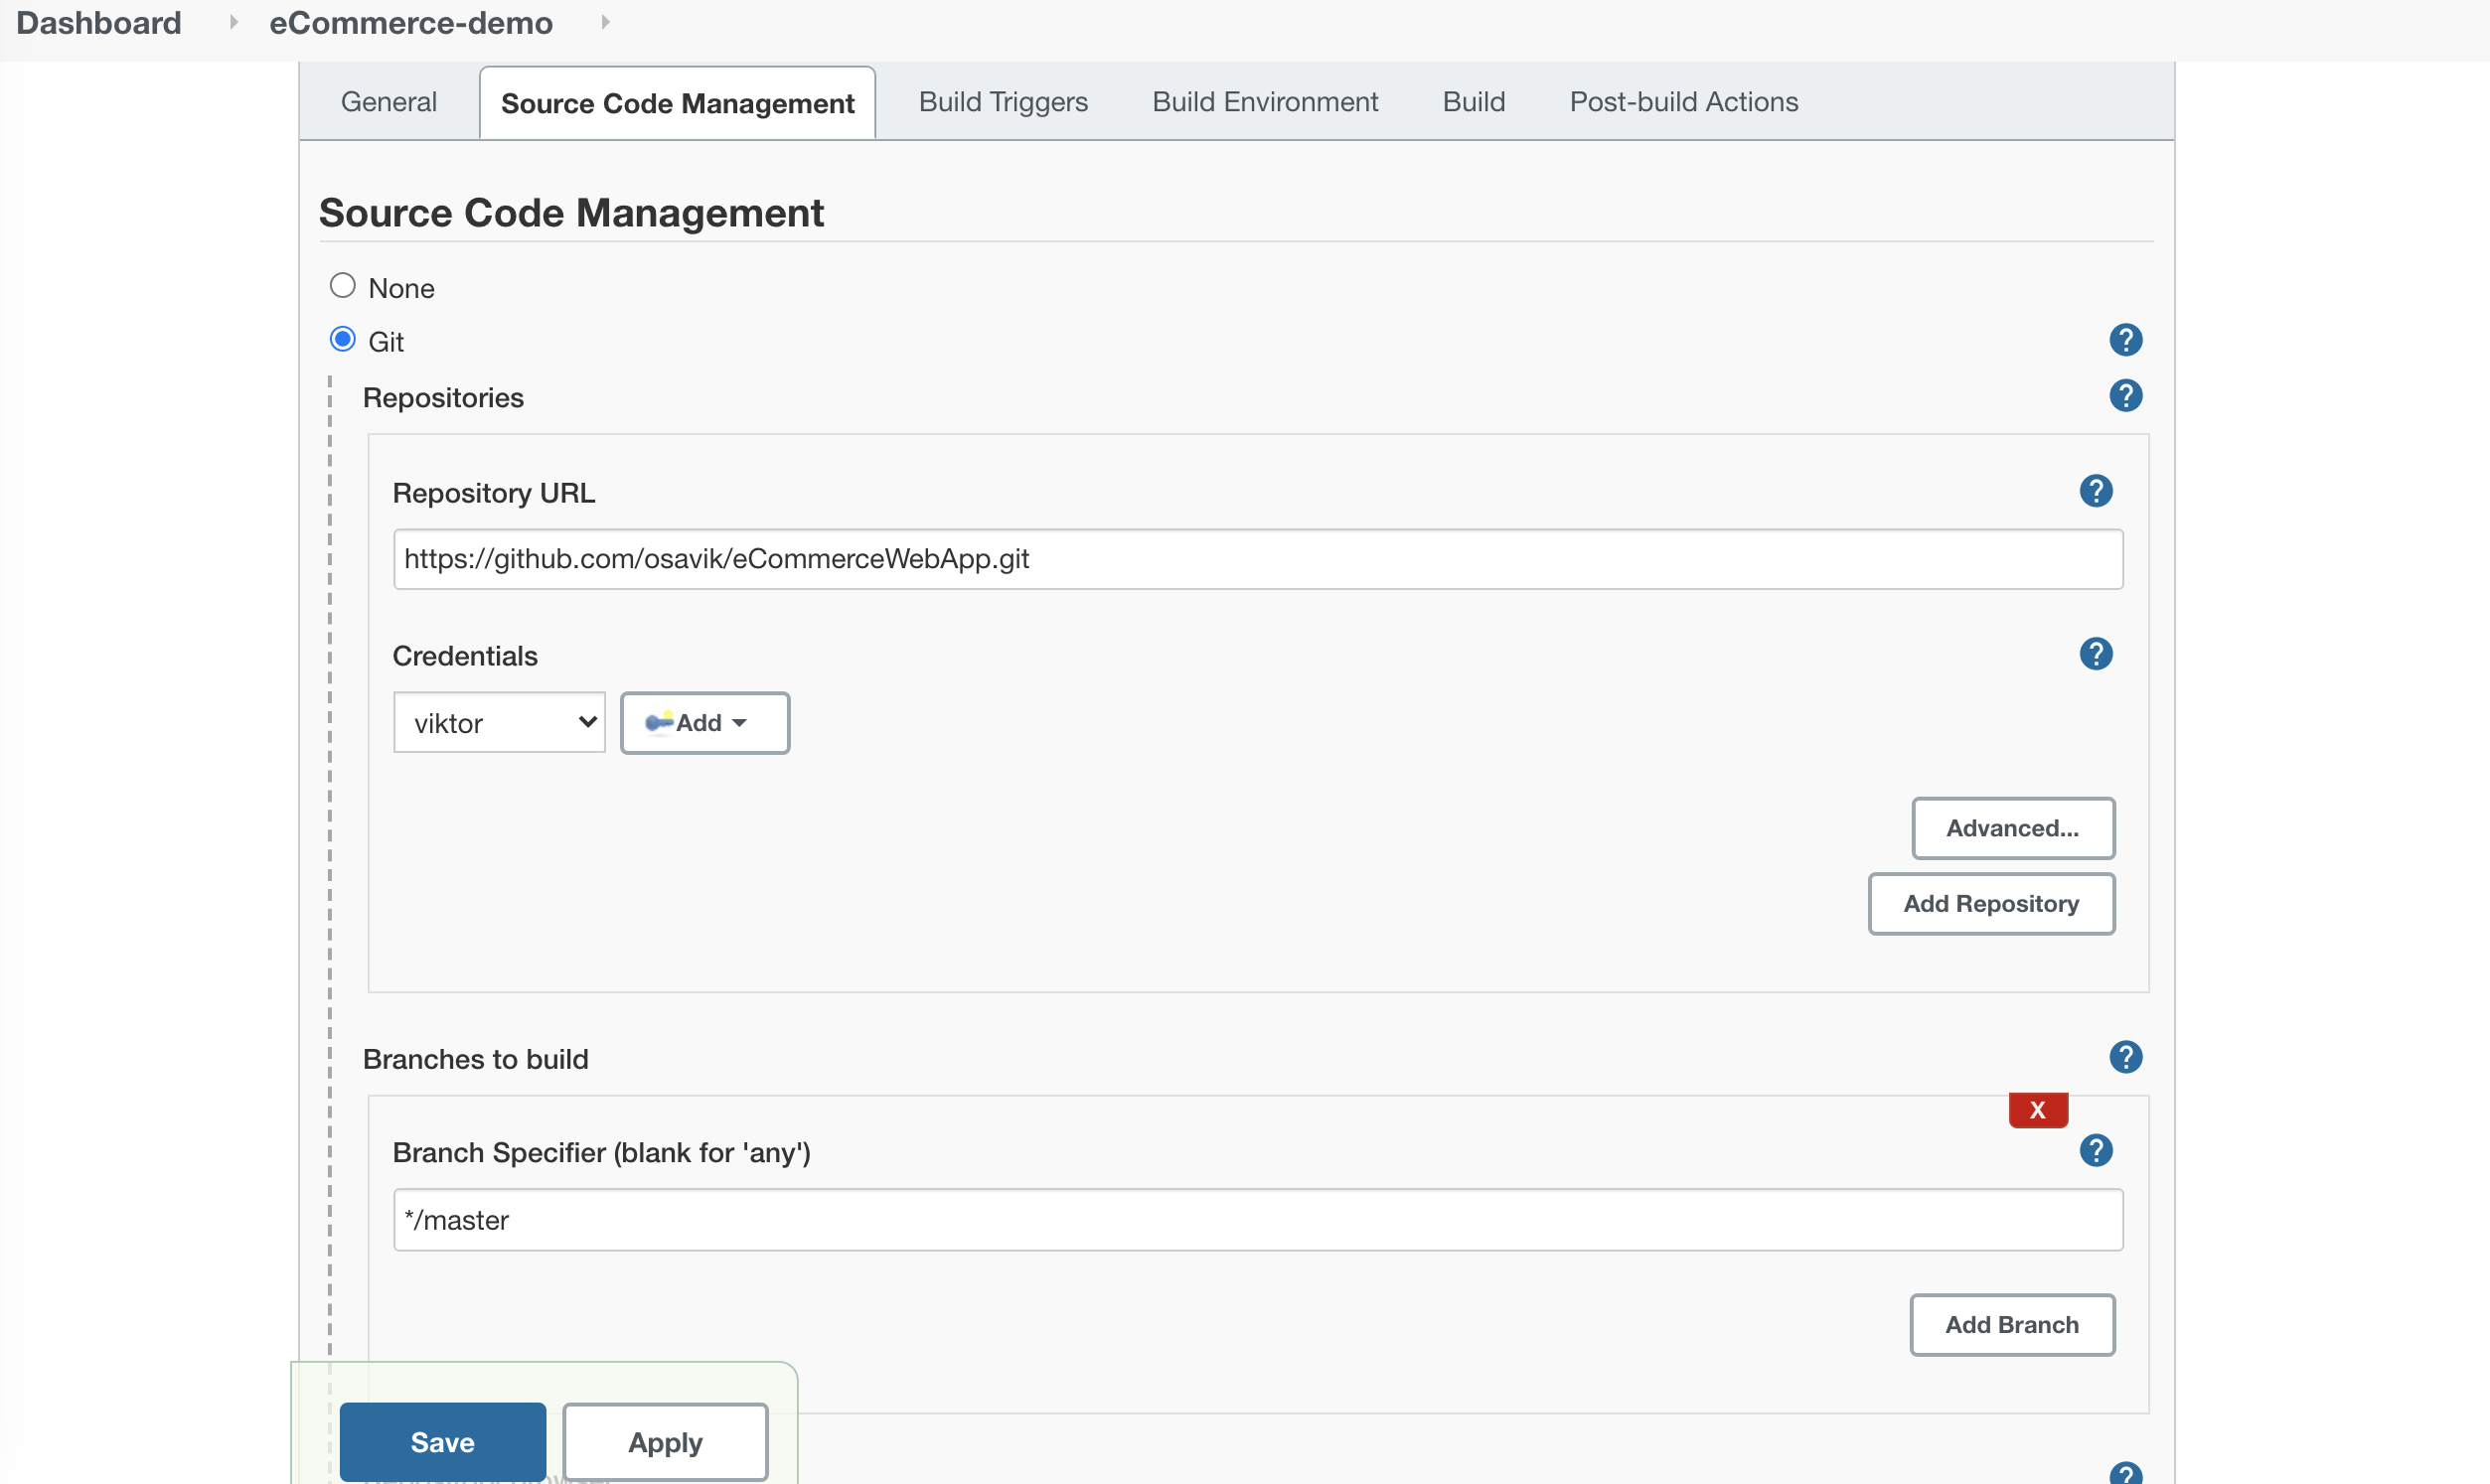 Dashboard eCommerce-demo
General Source Code Management Build Triggers Build Environment Build Post-build Actions
Source Code Management
None
Git ?
Repositories ?
Repository URL ?
https://github.com/osavik/eCommerceWebApp.git
Credentials ?
viktor Add
Advanced...
Add Repository
Branches to build ?
X
Branch Specifier (blank for 'any') ?
*/master
Add Branch
Save Apply
?